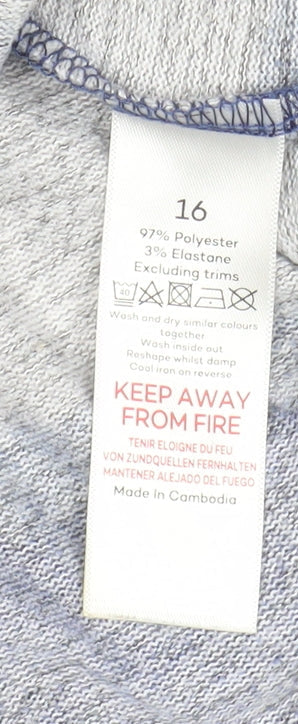 16
97% Polyester
3% Elastane
Excluding trims
40
Wash and dry similar colours
together
Wash inside out
Reshape whilst damp
Cool iron on reverse
KEEP AWAY
FROM FIRE
TENIR ELOIGNE DU FEU
VON ZUNDQUELLEN FERNHALTEN
MANTENER ALEJADO DEL FUEGO
Made In Cambodia